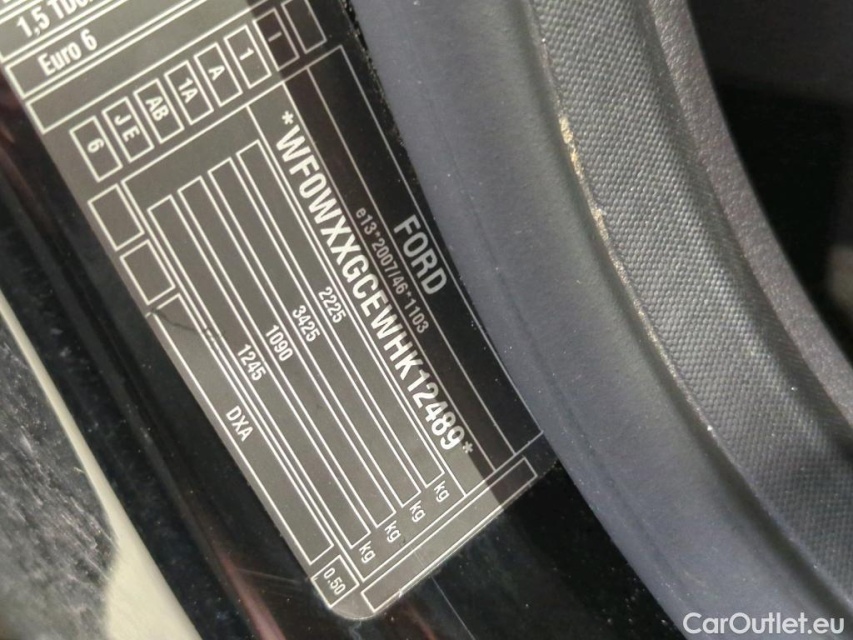 FORD
e13*2007/46*1103
*WF0WXXGCEWHK12489*
2225 kg
3425 kg
1090 kg
1245 kg
DXA 0.50
6 JE AB 1A A 1 -
Euro 6
1,5
CarOutlet.eu